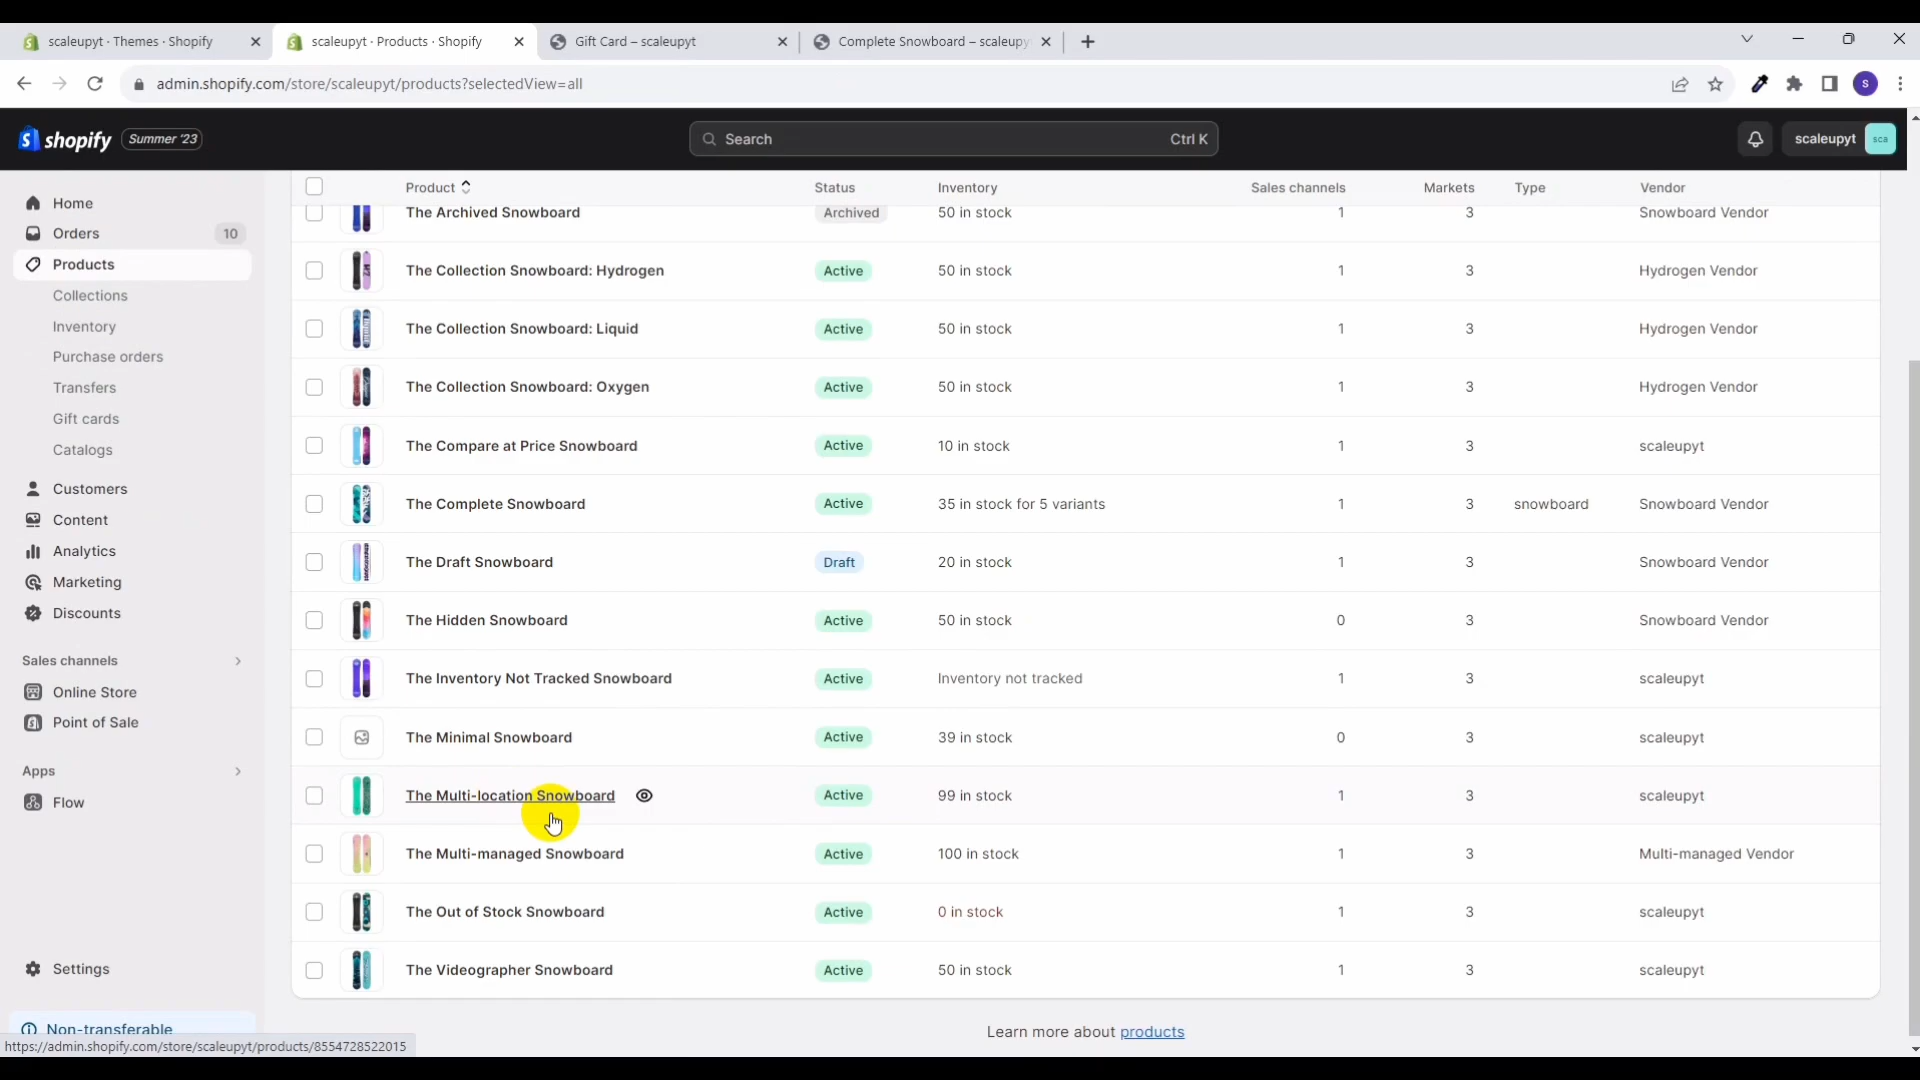 scaleupyt · Themes · Shopify
scaleupyt · Products · Shopify
Gift Card – scaleupyt
Complete Snowboard – scaleupy
admin.shopify.com/store/scaleupyt/products?selectedView=all
S
shopify
Summer '23
Search
Ctrl K
scaleupyt
sca
Home
Orders
10
Products
Collections
Inventory
Purchase orders
Transfers
Gift cards
Catalogs
Customers
Content
Analytics
Marketing
Discounts
Sales channels
Online Store
Point of Sale
Apps
Flow
Settings
Non-transferable
https://admin.shopify.com/store/scaleupyt/products/8554728522015
Product Status Inventory Sales channels Markets Type Vendor
The Archived Snowboard Archived 50 in stock 1 3 Snowboard Vendor
The Collection Snowboard: Hydrogen Active 50 in stock 1 3 Hydrogen Vendor
The Collection Snowboard: Liquid Active 50 in stock 1 3 Hydrogen Vendor
The Collection Snowboard: Oxygen Active 50 in stock 1 3 Hydrogen Vendor
The Compare at Price Snowboard Active 10 in stock 1 3 scaleupyt
The Complete Snowboard Active 35 in stock for 5 variants 1 3 snowboard Snowboard Vendor
The Draft Snowboard Draft 20 in stock 1 3 Snowboard Vendor
The Hidden Snowboard Active 50 in stock 0 3 Snowboard Vendor
The Inventory Not Tracked Snowboard Active Inventory not tracked 1 3 scaleupyt
The Minimal Snowboard Active 39 in stock 0 3 scaleupyt
The Multi-location Snowboard Active 99 in stock 1 3 scaleupyt
The Multi-managed Snowboard Active 100 in stock 1 3 Multi-managed Vendor
The Out of Stock Snowboard Active 0 in stock 1 3 scaleupyt
The Videographer Snowboard Active 50 in stock 1 3 scaleupyt
Learn more about products